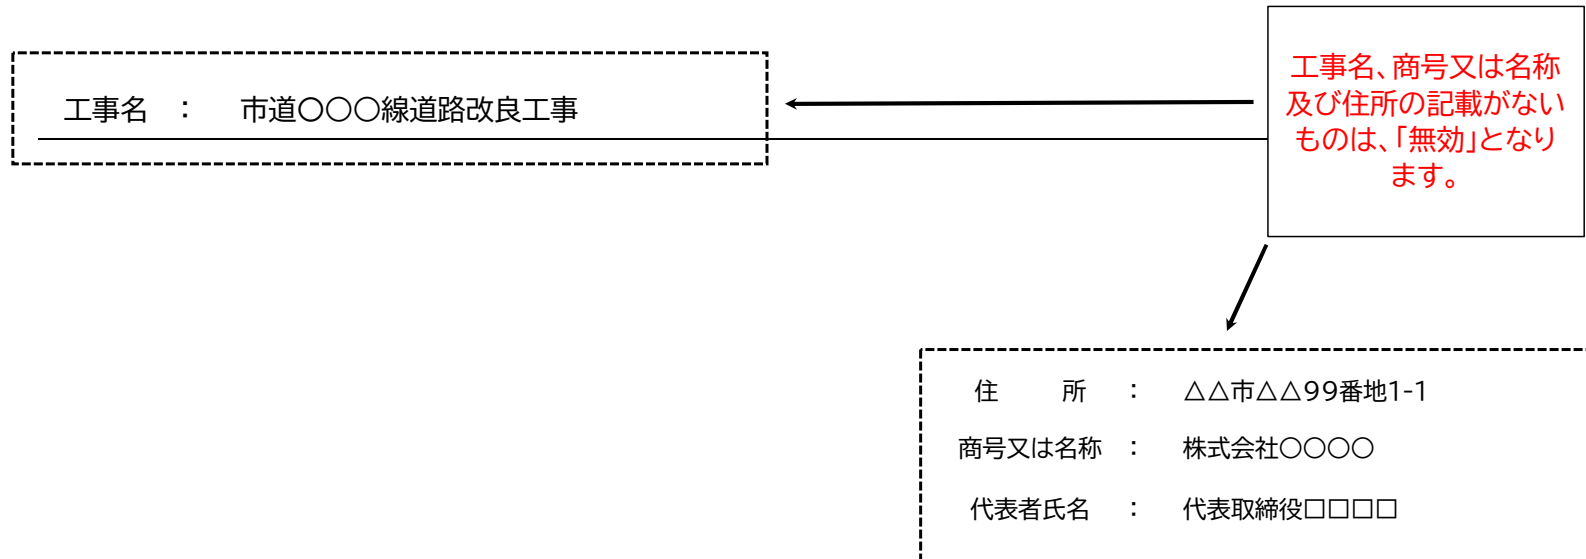 工事名、商号又は名称
及び住所の記載がない
ものは、「無効」となり
ます。
工事名 ： 市道〇〇〇線道路改良工事
住 所 ： △△市△△99番地1-1
商号又は名称 ： 株式会社〇〇〇〇
代表者氏名 ： 代表取締役□□□□